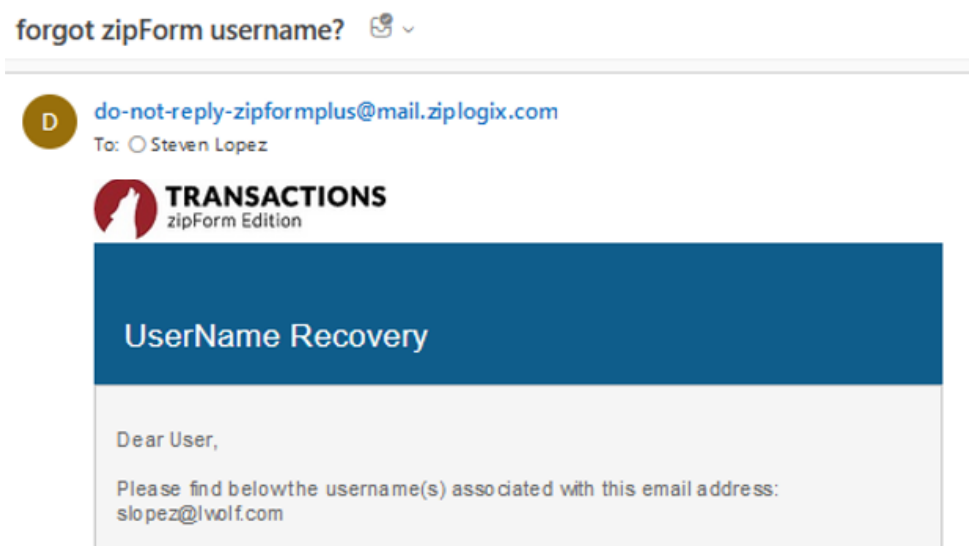 forgot zipForm username?
D
do-not-reply-zipformplus@mail.ziplogix.com
To: Steven Lopez
TRANSACTIONS
zipForm Edition
UserName Recovery
Dear User,
Please find belowthe username(s) associated with this email address:
slopez@lwolf.com